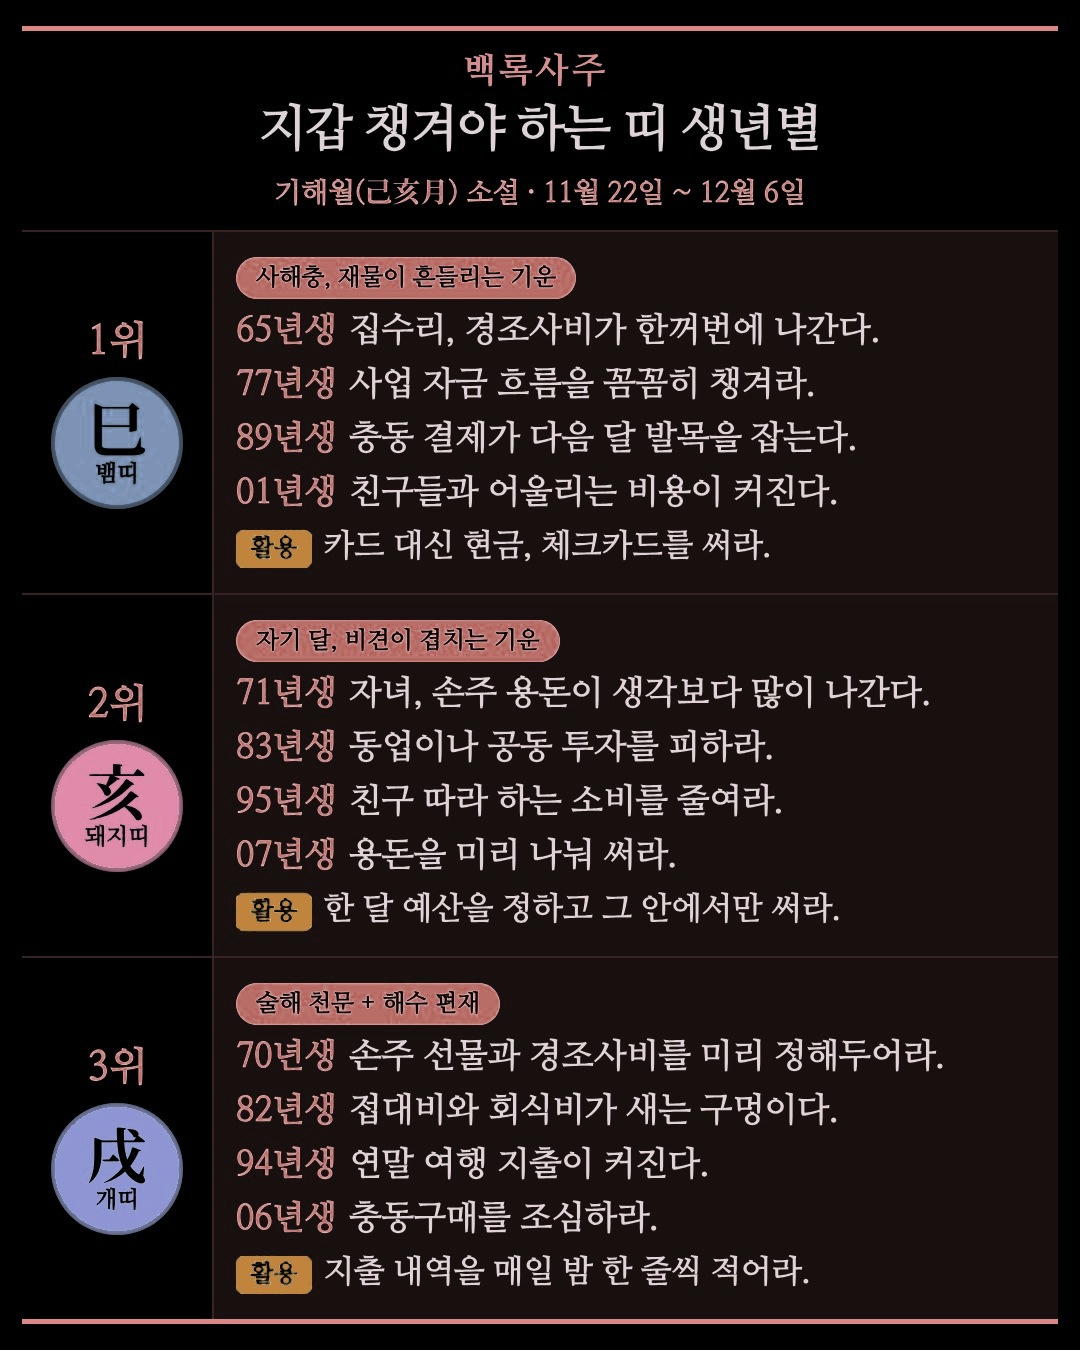 백록사주
지갑 챙겨야 하는 띠 생년별
기해월(己亥月) 소설 · 11월 22일 ~ 12월 6일
1위
巳
뱀띠
사해충, 재물이 흔들리는 기운
65년생 집수리, 경조사비가 한꺼번에 나간다.
77년생 사업 자금 흐름을 꼼꼼히 챙겨라.
89년생 충동 결제가 다음 달 발목을 잡는다.
01년생 친구들과 어울리는 비용이 커진다.
활용 카드 대신 현금, 체크카드를 써라.
2위
亥
돼지띠
자기 달, 비견이 겹치는 기운
71년생 자녀, 손주 용돈이 생각보다 많이 나간다.
83년생 동업이나 공동 투자를 피하라.
95년생 친구 따라 하는 소비를 줄여라.
07년생 용돈을 미리 나눠 써라.
활용 한 달 예산을 정하고 그 안에서만 써라.
3위
戌
개띠
술해 천문 + 해수 편재
70년생 손주 선물과 경조사비를 미리 정해두어라.
82년생 접대비와 회식비가 새는 구멍이다.
94년생 연말 여행 지출이 커진다.
06년생 충동구매를 조심하라.
활용 지출 내역을 매일 밤 한 줄씩 적어라.